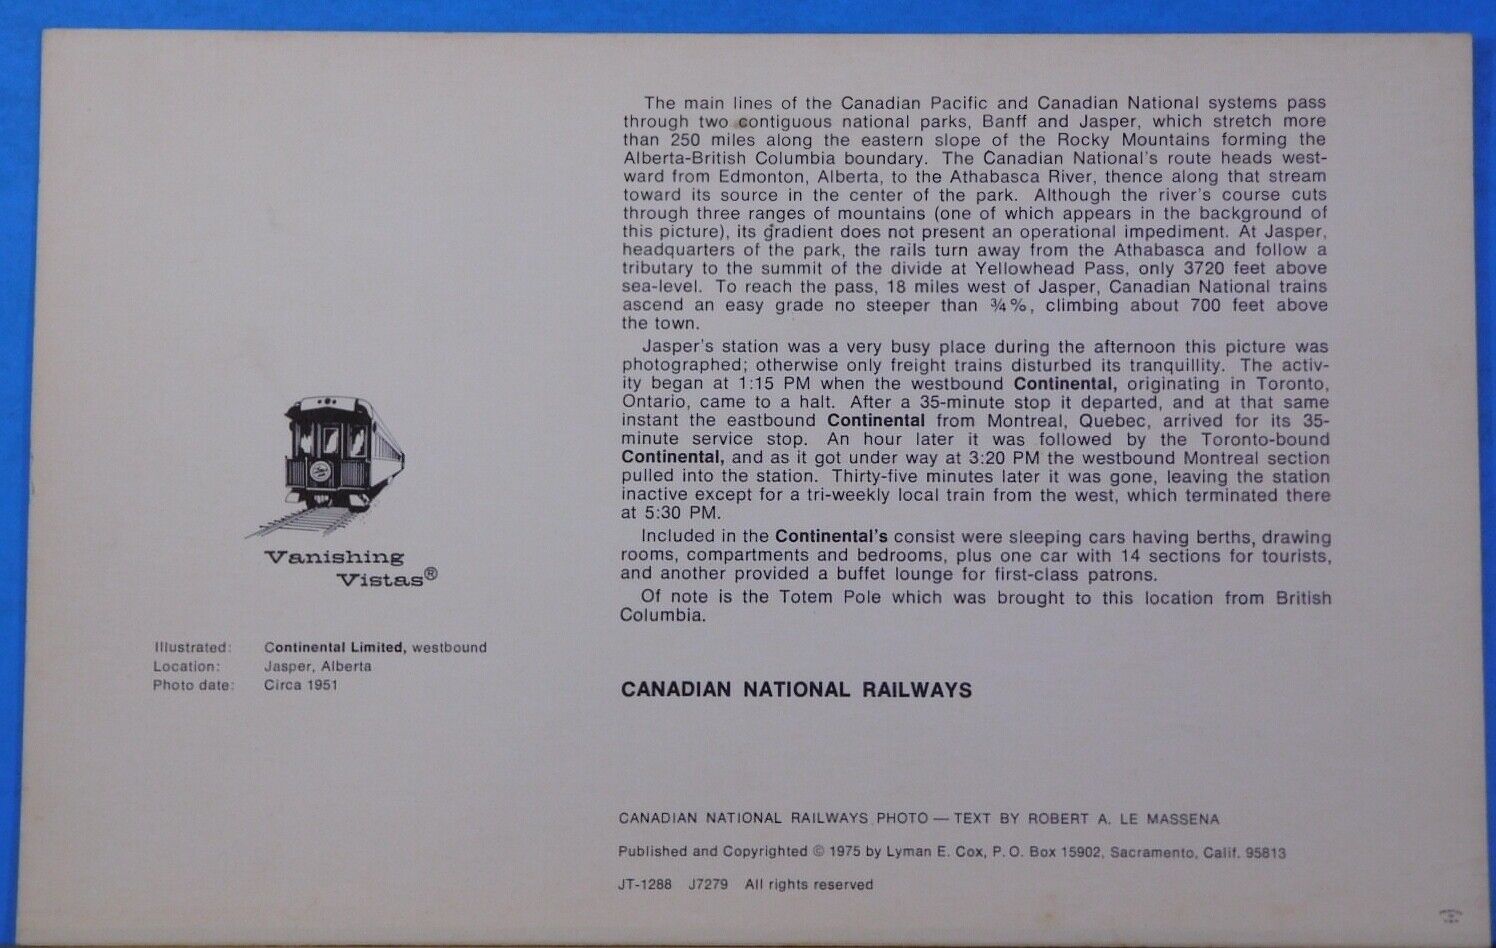 The main lines of the Canadian Pacific and Canadian National systems pass
through two contiguous national parks, Banff and Jasper, which stretch more
than 250 miles along the eastern slope of the Rocky Mountains forming the
Alberta-British Columbia boundary. The Canadian National's route heads west-
ward from Edmonton, Alberta, to the Athabasca River, thence along that stream
toward its source in the center of the park. Although the river's course cuts
through three ranges of mountains (one of which appears in the background of
this picture), its gradient does not present an operational impediment. At Jasper,
headquarters of the park, the rails turn away from the Athabasca and follow a
tributary to the summit of the divide at Yellowhead Pass, only 3720 feet above
sea-level. To reach the pass, 18 miles west of Jasper, Canadian National trains
ascend an easy grade no steeper than ¾%, climbing about 700 feet above
the town.
Jasper's station was a very busy place during the afternoon this picture was
photographed; otherwise only freight trains disturbed its tranquillity. The activ-
ity began at 1:15 PM when the westbound Continental, originating in Toronto,
Ontario, came to a halt. After a 35-minute stop it departed, and at that same
instant the eastbound Continental from Montreal, Quebec, arrived for its 35-
minute service stop. An hour later it was followed by the Toronto-bound
Continental, and as it got under way at 3:20 PM the westbound Montreal section
pulled into the station. Thirty-five minutes later it was gone, leaving the station
inactive except for a tri-weekly local train from the west, which terminated there
at 5:30 PM.
Included in the Continental's consist were sleeping cars having berths, drawing
rooms, compartments and bedrooms, plus one car with 14 sections for tourists,
and another provided a buffet lounge for first-class patrons.
Of note is the Totem Pole which was brought to this location from British
Columbia.
Vanishing
Vistas®
Illustrated: Continental Limited, westbound
Location: Jasper, Alberta
Photo date: Circa 1951
CANADIAN NATIONAL RAILWAYS
CANADIAN NATIONAL RAILWAYS PHOTO — TEXT BY ROBERT A. LE MASSENA
Published and Copyrighted © 1975 by Lyman E. Cox, P. O. Box 15902, Sacramento, Calif. 95813
JT-1288 J7279 All rights reserved